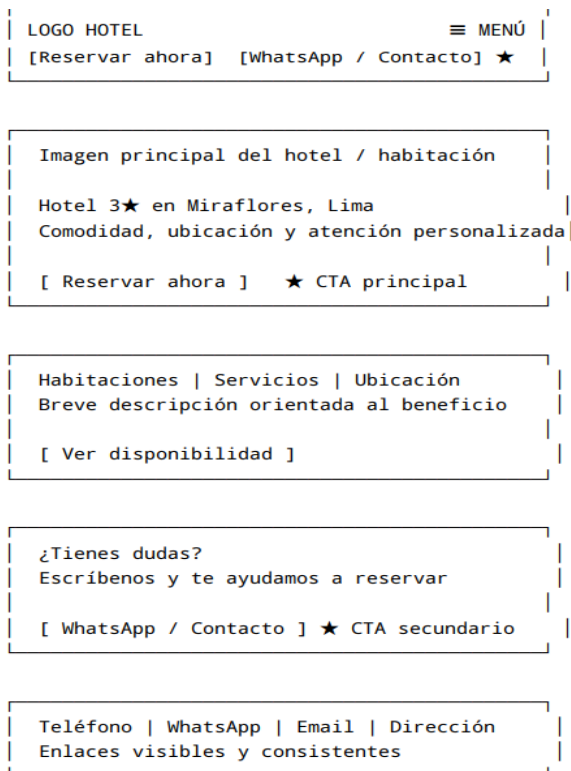 LOGO HOTEL ≡ MENÚ
[Reservar ahora] [WhatsApp / Contacto] ★
Imagen principal del hotel / habitación
Hotel 3★ en Miraflores, Lima
Comodidad, ubicación y atención personalizada
[ Reservar ahora ] ★ CTA principal
Habitaciones | Servicios | Ubicación
Breve descripción orientada al beneficio
[ Ver disponibilidad ]
¿Tienes dudas?
Escríbenos y te ayudamos a reservar
[ WhatsApp / Contacto ] ★ CTA secundario
Teléfono | WhatsApp | Email | Dirección
Enlaces visibles y consistentes